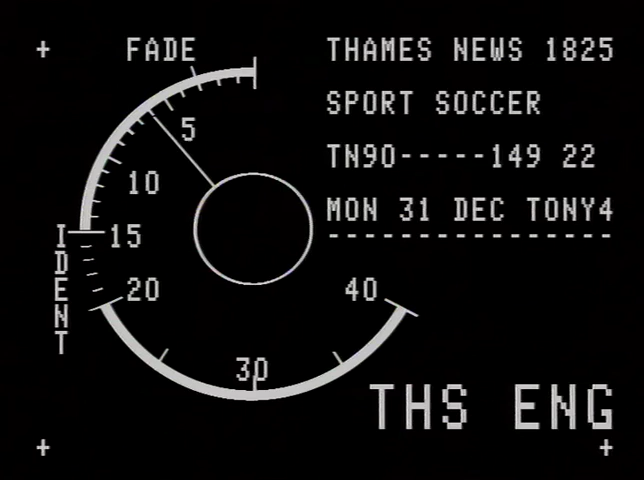 FADE
THAMES NEWS 1825
SPORT SOCCER
TN90-----149 22
MON 31 DEC TONY4
----------------
5
10
15
20
30
40
IDENT
THS ENG